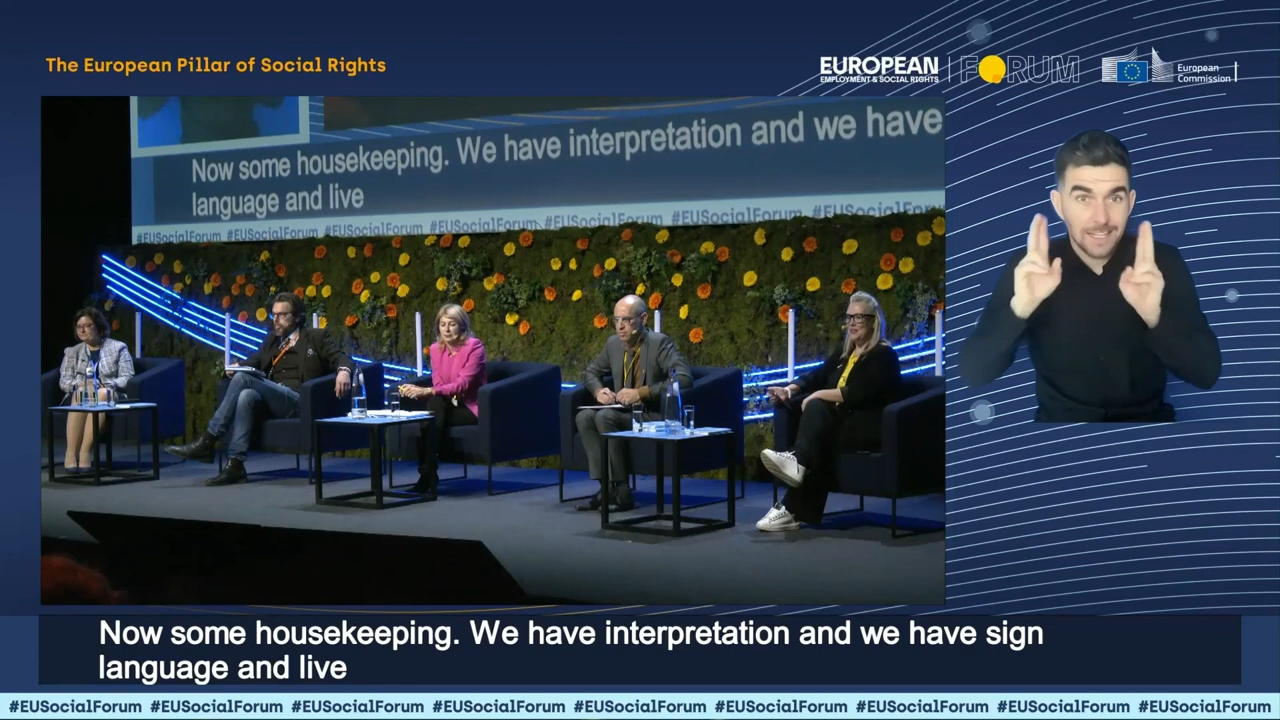 The European Pillar of Social Rights
EUROPEAN
EMPLOYMENT & SOCIAL RIGHTS
FORUM
European
Commission
Now some housekeeping. We have interpretation and we have
language and live
#EUSocialForum #EUSocialForum #EUSocialForum #EUSocialForum #EUSocialForum #EUSocialForum
Now some housekeeping. We have interpretation and we have sign
language and live
#EUSocialForum #EUSocialForum #EUSocialForum #EUSocialForum #EUSocialForum #EUSocialForum #EUSocialForum #EUSocialForum #EUSocialForum